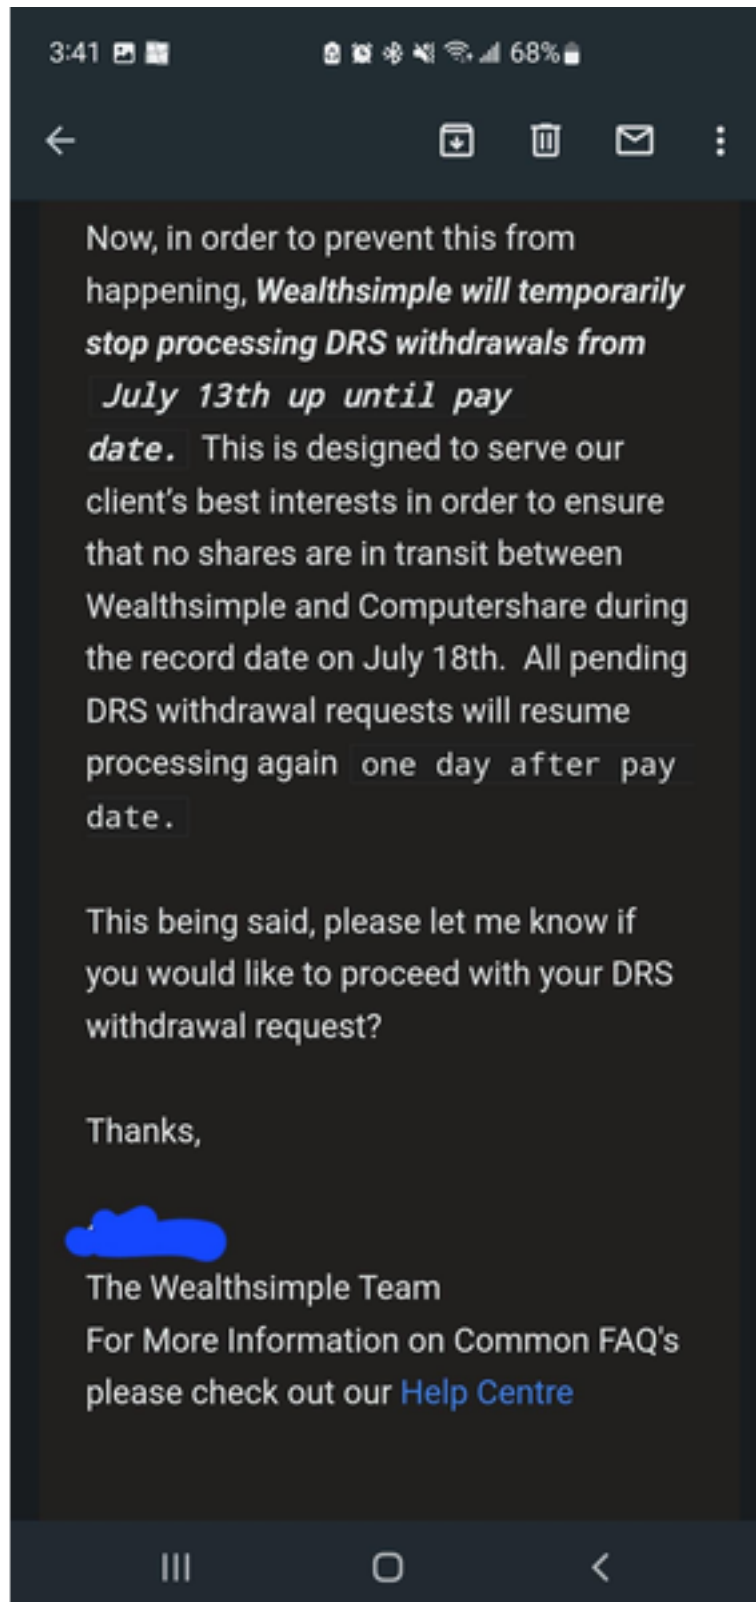 3:41 68%
Now, in order to prevent this from
happening, Wealthsimple will temporarily
stop processing DRS withdrawals from
July 13th up until pay
date. This is designed to serve our
client's best interests in order to ensure
that no shares are in transit between
Wealthsimple and Computershare during
the record date on July 18th. All pending
DRS withdrawal requests will resume
processing again one day after pay
date.
This being said, please let me know if
you would like to proceed with your DRS
withdrawal request?
Thanks,
The Wealthsimple Team
For More Information on Common FAQ's
please check out our Help Centre